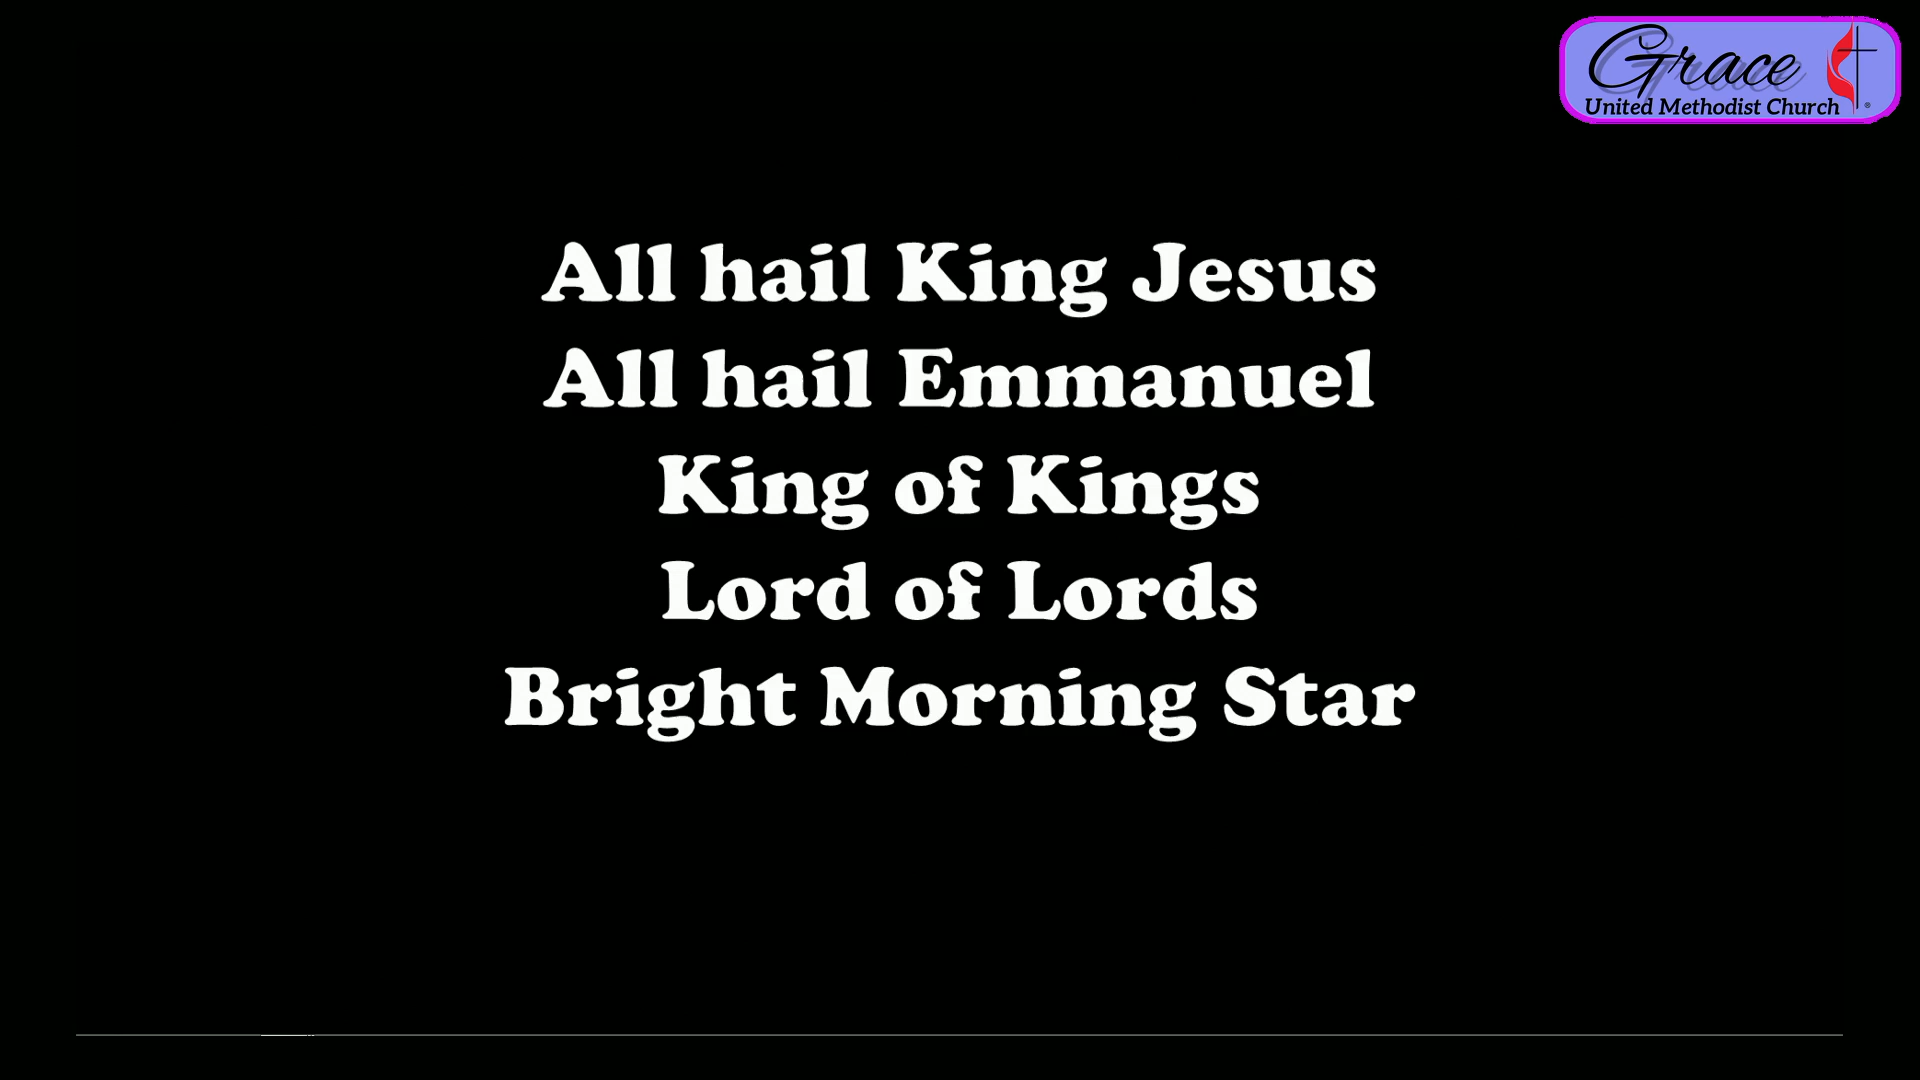 Grace
United Methodist Church ®
All hail King Jesus
All hail Emmanuel
King of Kings
Lord of Lords
Bright Morning Star